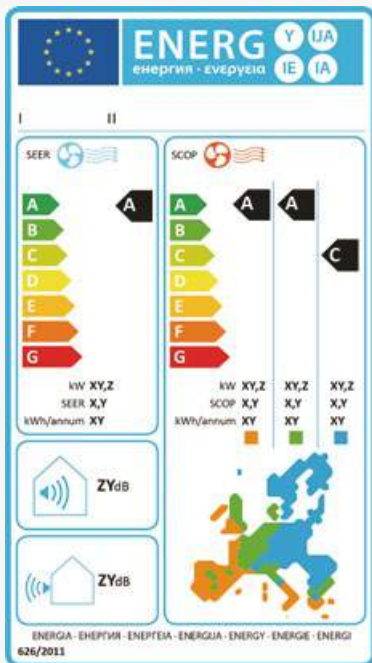 ENERG Y IJA
енергия · ενεργεια IE IA
I II
SEER
A A
B
C
D
E
F
G
kW XY,Z
SEER X,Y
kWh/annum XY
SCOP
A A A
B
C C
D
E
F
G
kW XY,Z XY,Z XY,Z
SCOP X,Y X,Y X,Y
kWh/annum XY XY XY
ZYdB
ZYdB
ENERGIA · ЕНЕРГИЯ · ΕΝΕΡΓΕΙΑ · ENERGIJA · ENERGY · ENERGIE · ENERGI
626/2011